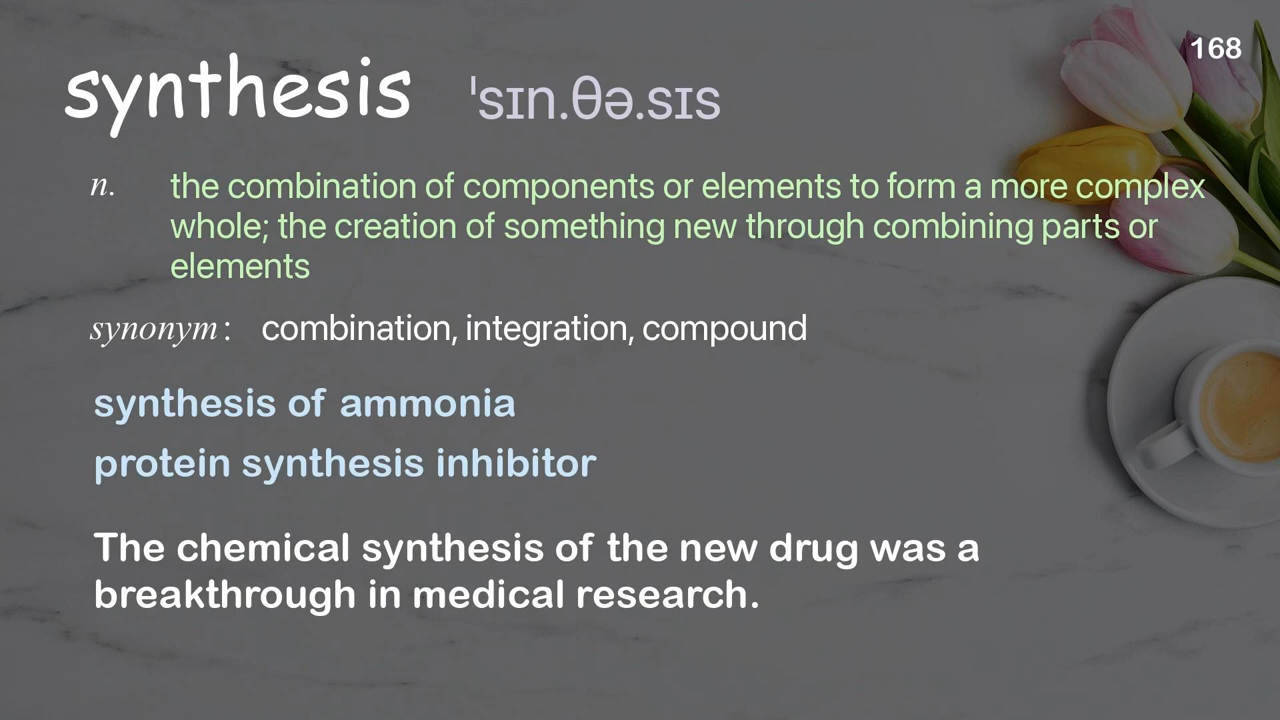 168
synthesis ˈsɪn.θə.sɪs
n. the combination of components or elements to form a more complex
whole; the creation of something new through combining parts or
elements
synonym: combination, integration, compound
synthesis of ammonia
protein synthesis inhibitor
The chemical synthesis of the new drug was a
breakthrough in medical research.